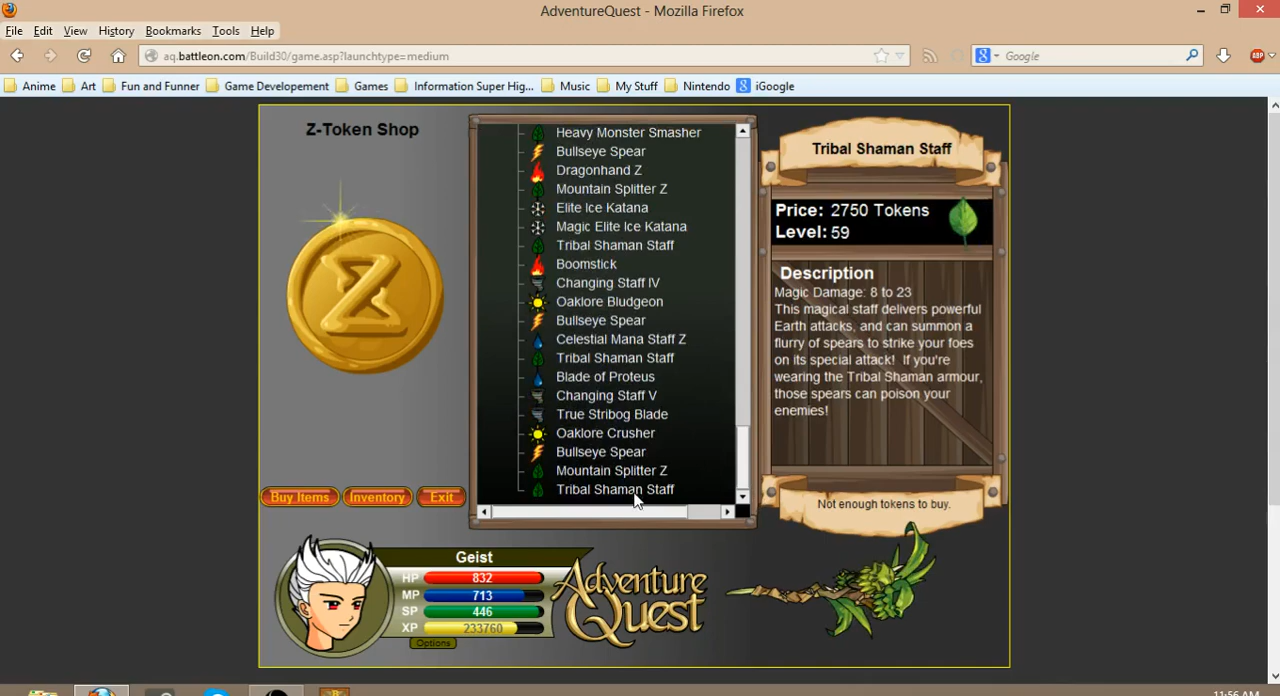 AdventureQuest - Mozilla Firefox
File Edit View History Bookmarks Tools Help
aq.battleon.com/Build30/game.asp?launchtype=medium
Google
ABP
Anime Art Fun and Funner Game Developement Games Information Super Hig... Music My Stuff Nintendo iGoogle
Z-Token Shop
Z
Buy Items Inventory Exit
Heavy Monster Smasher
Bullseye Spear
Dragonhand Z
Mountain Splitter Z
Elite Ice Katana
Magic Elite Ice Katana
Tribal Shaman Staff
Boomstick
Changing Staff IV
Oaklore Bludgeon
Bullseye Spear
Celestial Mana Staff Z
Tribal Shaman Staff
Blade of Proteus
Changing Staff V
True Stribog Blade
Oaklore Crusher
Bullseye Spear
Mountain Splitter Z
Tribal Shaman Staff
Tribal Shaman Staff
Price: 2750 Tokens
Level: 59
Description
Magic Damage: 8 to 23
This magical staff delivers powerful
Earth attacks, and can summon a
flurry of spears to strike your foes
on its special attack! If you're
wearing the Tribal Shaman armour,
those spears can poison your
enemies!
Not enough tokens to buy.
Geist
HP 832
MP 713
SP 446
XP 233760
Options
Adventure
Quest
11:56 AM